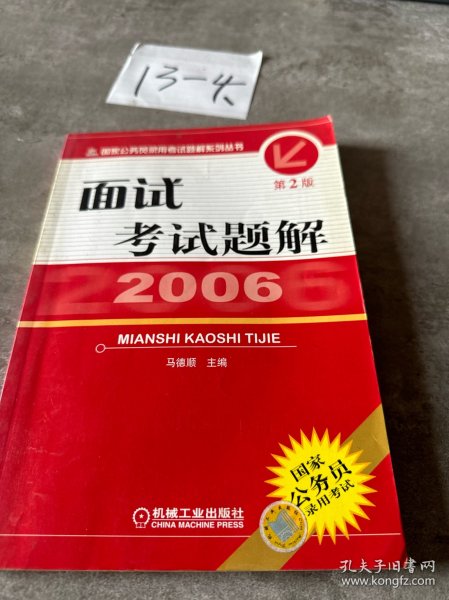 13-4
国家公务员录用考试题解系列丛书
第2版
面试
考试题解
2006
MIANSHI KAOSHI TIJIE
马德顺 主编
国家
公务员
录用考试
机械工业出版社
CHINA MACHINE PRESS
孔夫子旧书网
www.kongfz.com